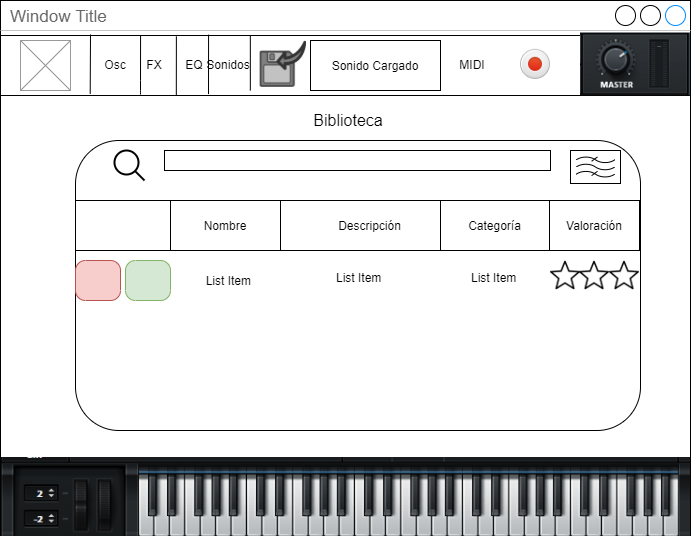 Window Title
Osc FX EQ Sonidos Sonido Cargado MIDI
MASTER
Biblioteca
Nombre Descripción Categoría Valoración
List Item List Item List Item
2
-2